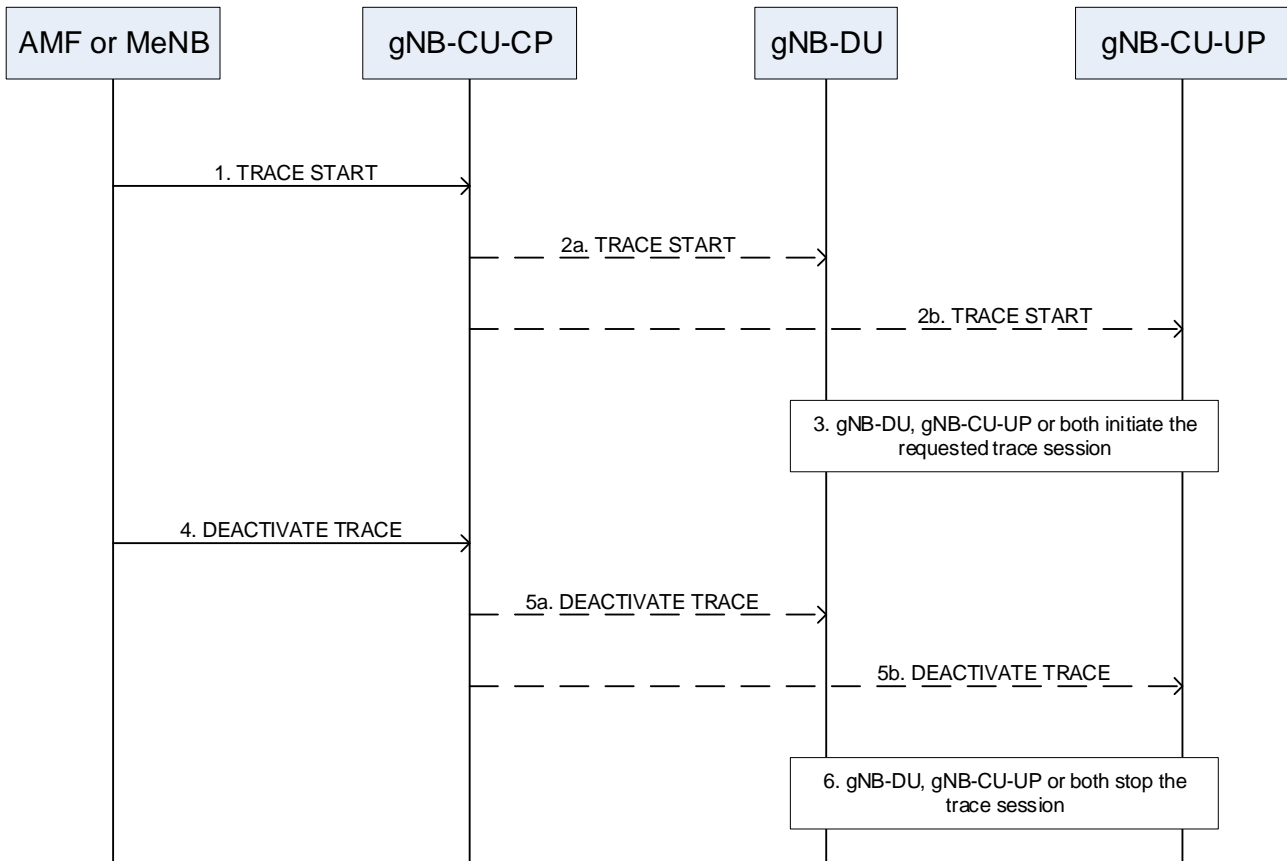 AMF or MeNB
gNB-CU-CP
gNB-DU
gNB-CU-UP
1. TRACE START
2a. TRACE START
2b. TRACE START
3. gNB-DU, gNB-CU-UP or both initiate the
requested trace session
4. DEACTIVATE TRACE
5a. DEACTIVATE TRACE
5b. DEACTIVATE TRACE
6. gNB-DU, gNB-CU-UP or both stop the
trace session